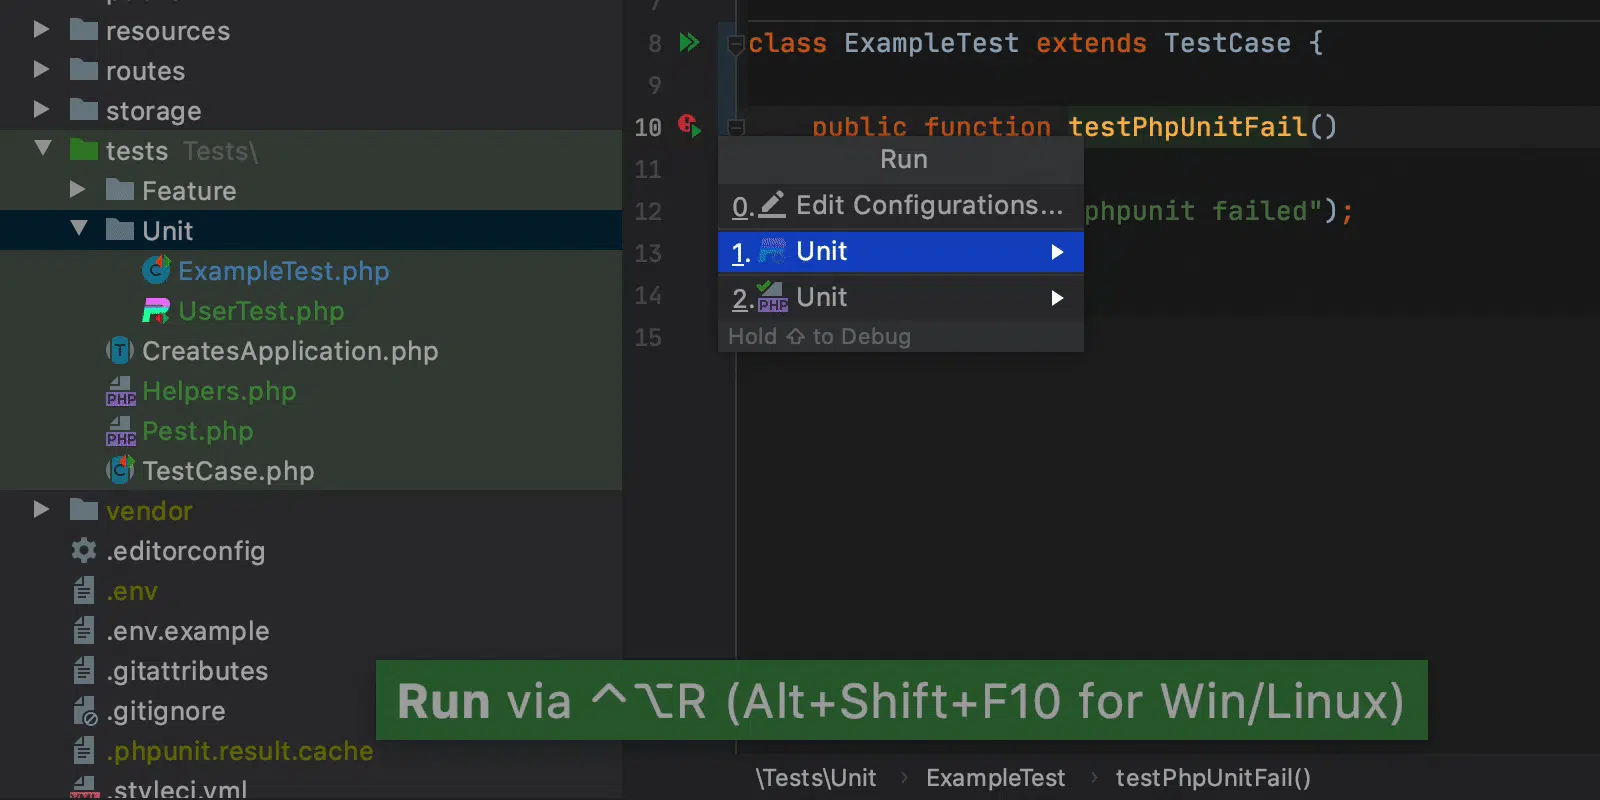 resources
routes
storage
tests Tests\
Feature
Unit
ExampleTest.php
UserTest.php
CreatesApplication.php
Helpers.php
Pest.php
TestCase.php
vendor
.editorconfig
.env
.env.example
.gitattributes
.gitignore
.phpunit.result.cache
.styleci.yml
7
8 class ExampleTest extends TestCase {
9
10 public function testPhpUnitFail()
11
12 phpunit failed");
13
14
15
Run
0. Edit Configurations...
1. Unit
2. PHP Unit
Hold ⇧ to Debug
Run via ^⌥R (Alt+Shift+F10 for Win/Linux)
\Tests\Unit › ExampleTest › testPhpUnitFail()